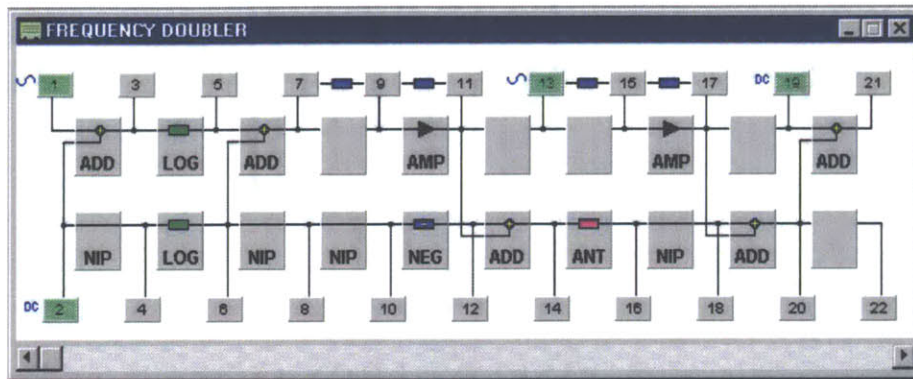 FREQUENCY DOUBLER
1 3 5 7 9 11 13 15 17 19 21
DC
ADD LOG ADD AMP AMP ADD
NIP LOG NIP NIP NEG ADD ANT NIP ADD
DC 2 4 6 8 10 12 14 16 18 20 22